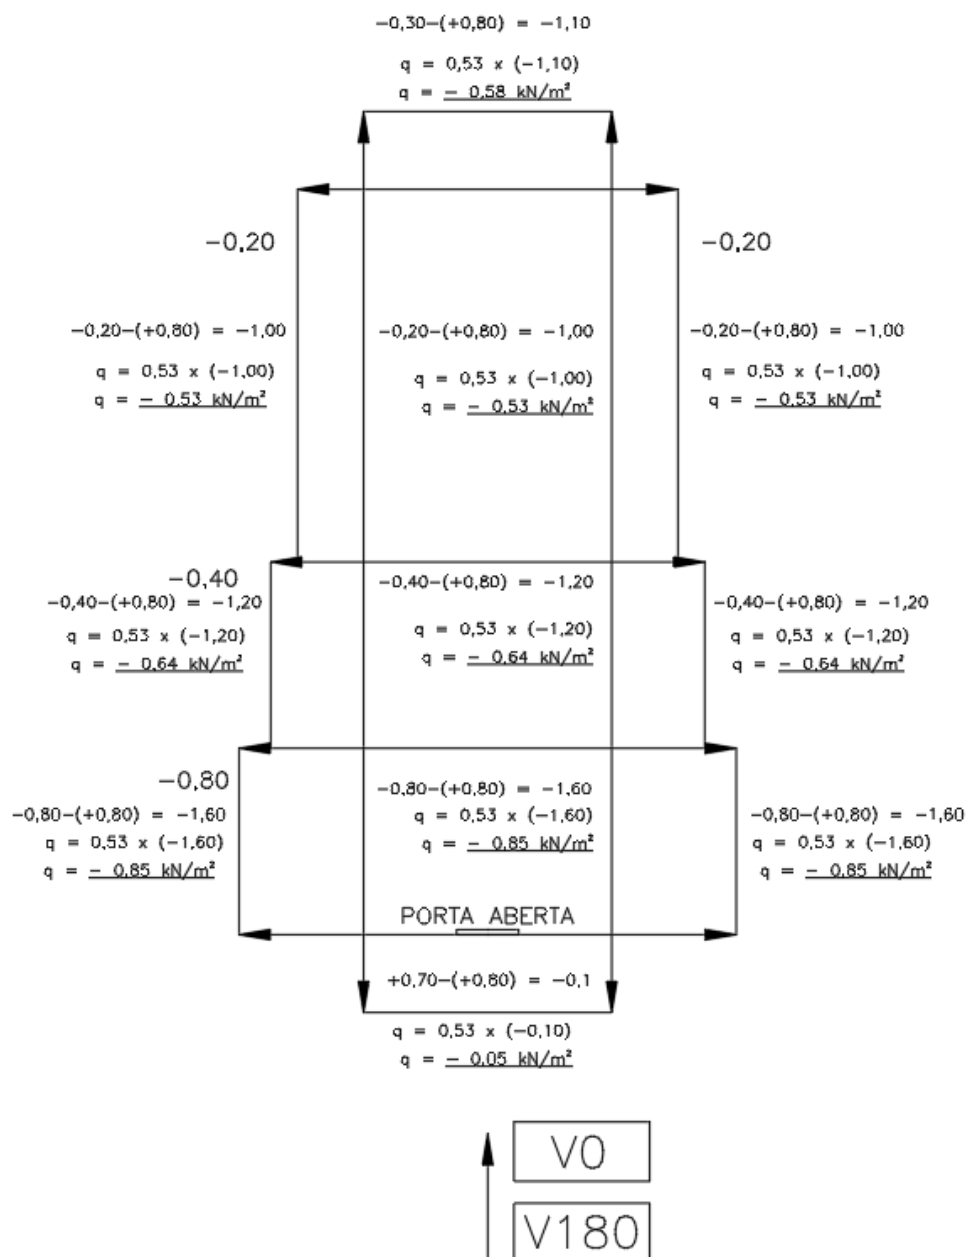 -0,30-(+0,80) = -1,10
q = 0,53 x (-1,10)
q = - 0,58 kN/m²
-0,20
-0,20
-0,20-(+0,80) = -1,00
q = 0,53 x (-1,00)
q = - 0,53 kN/m²
-0,20-(+0,80) = -1,00
q = 0,53 x (-1,00)
q = - 0,53 kN/m²
-0,20-(+0,80) = -1,00
q = 0,53 x (-1,00)
q = - 0,53 kN/m²
-0,40
-0,40-(+0,80) = -1,20
q = 0,53 x (-1,20)
q = - 0,64 kN/m²
-0,40-(+0,80) = -1,20
q = 0,53 x (-1,20)
q = - 0,64 kN/m²
-0,40-(+0,80) = -1,20
q = 0,53 x (-1,20)
q = - 0,64 kN/m²
-0,80
-0,80-(+0,80) = -1,60
q = 0,53 x (-1,60)
q = - 0,85 kN/m²
-0,80-(+0,80) = -1,60
q = 0,53 x (-1,60)
q = - 0,85 kN/m²
-0,80-(+0,80) = -1,60
q = 0,53 x (-1,60)
q = - 0,85 kN/m²
PORTA ABERTA
+0,70-(+0,80) = -0,1
q = 0,53 x (-0,10)
q = - 0,05 kN/m²
V0
V180